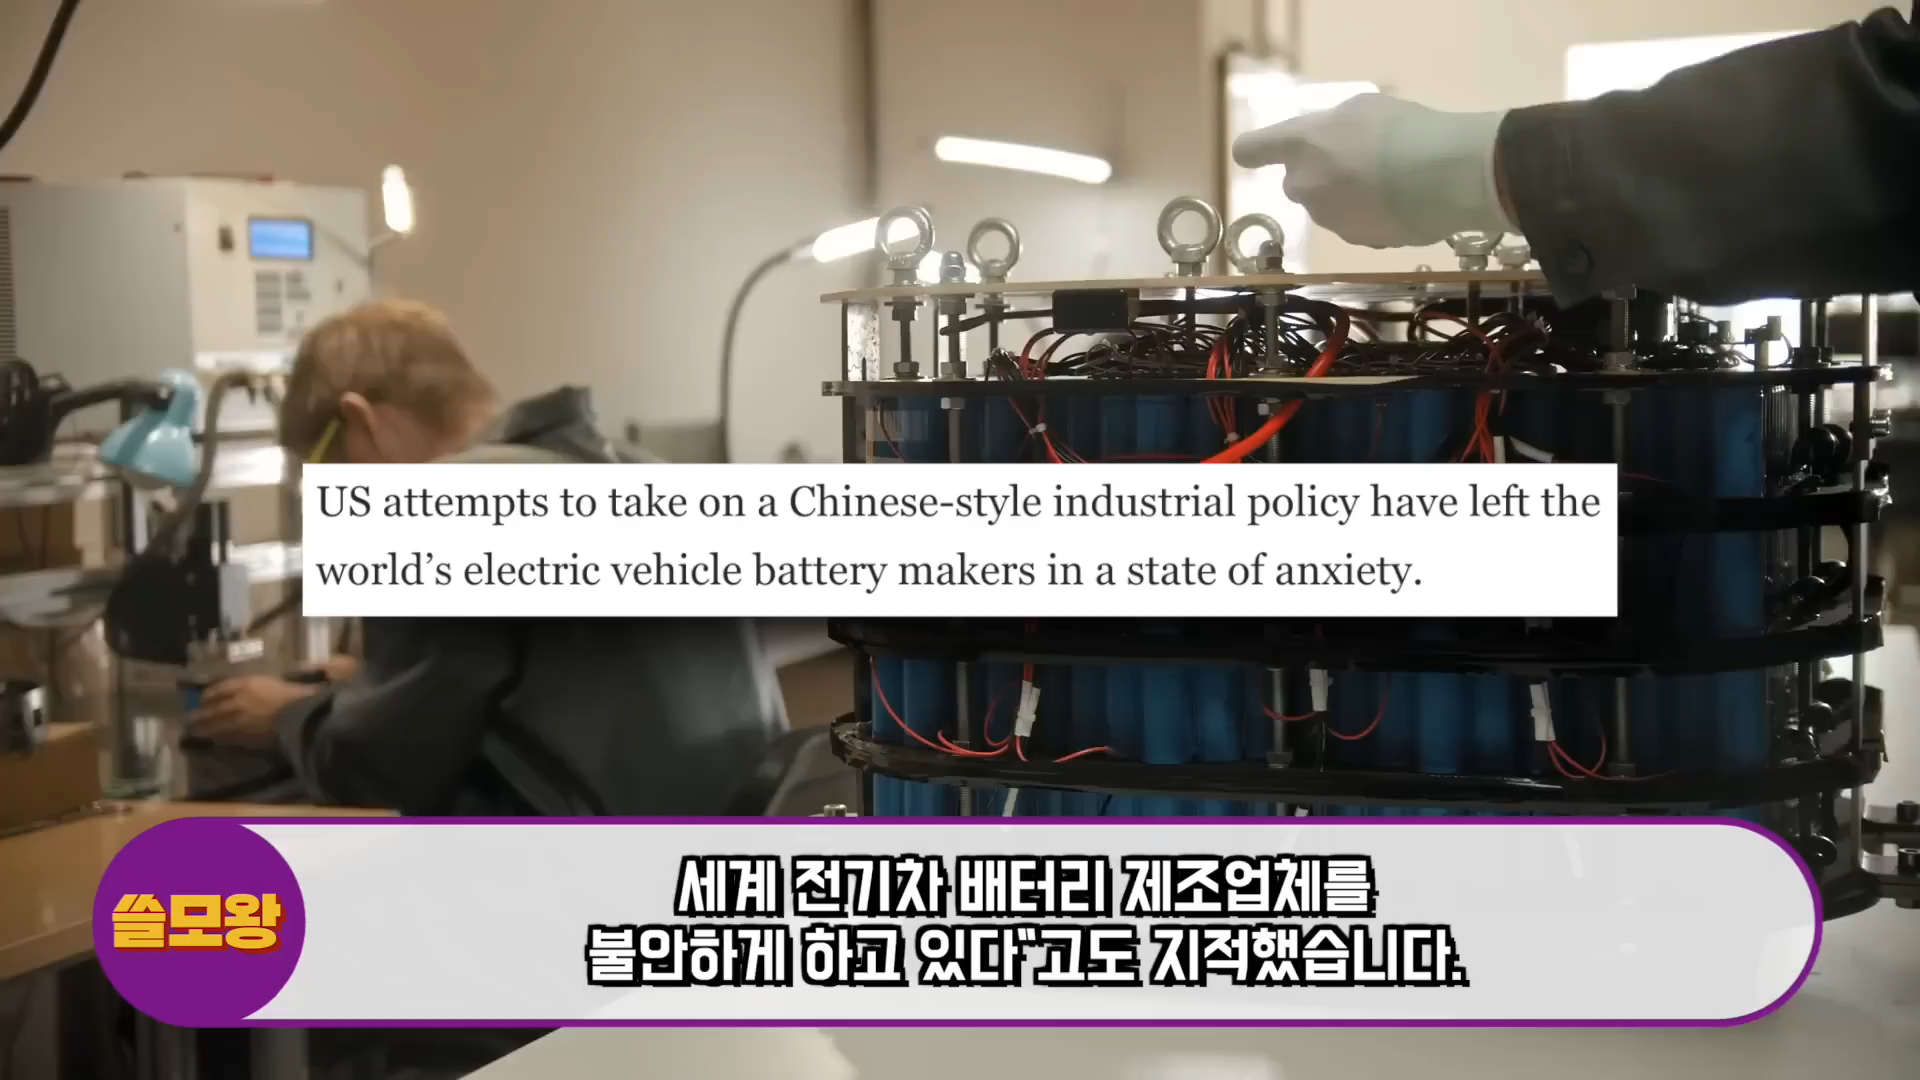 US attempts to take on a Chinese-style industrial policy have left the
world’s electric vehicle battery makers in a state of anxiety.
쓸모왕
세계 전기차 배터리 제조업체를
불안하게 하고 있다"고도 지적했습니다.